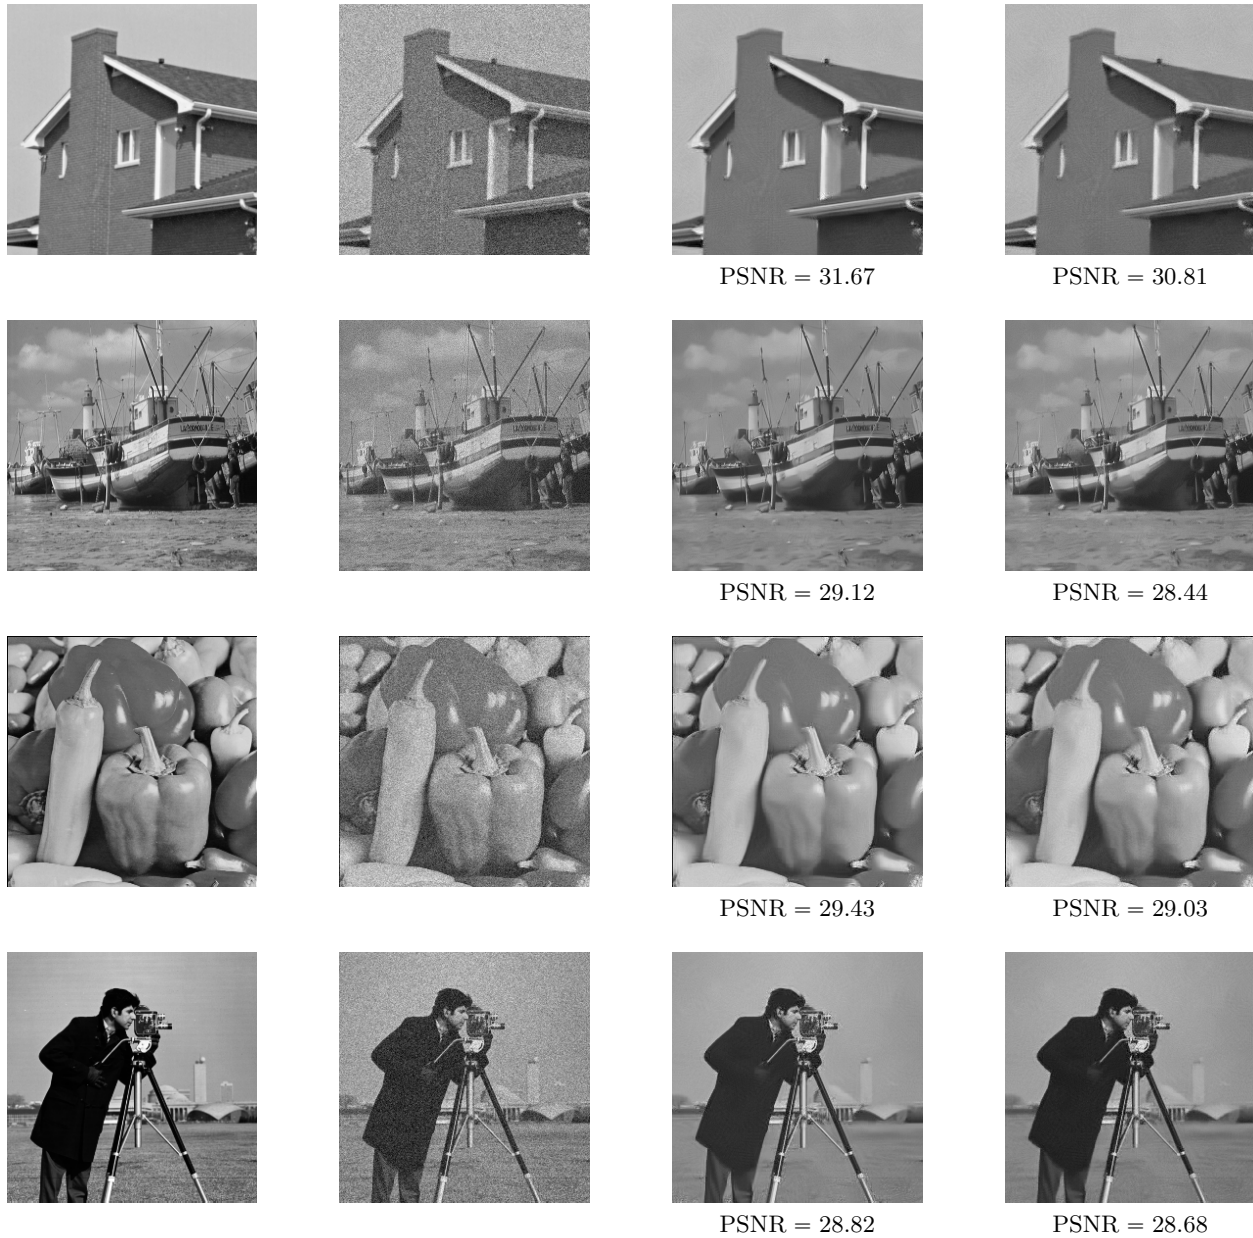 PSNR = 31.67
PSNR = 30.81
PSNR = 29.12
PSNR = 28.44
PSNR = 29.43
PSNR = 29.03
PSNR = 28.82
PSNR = 28.68